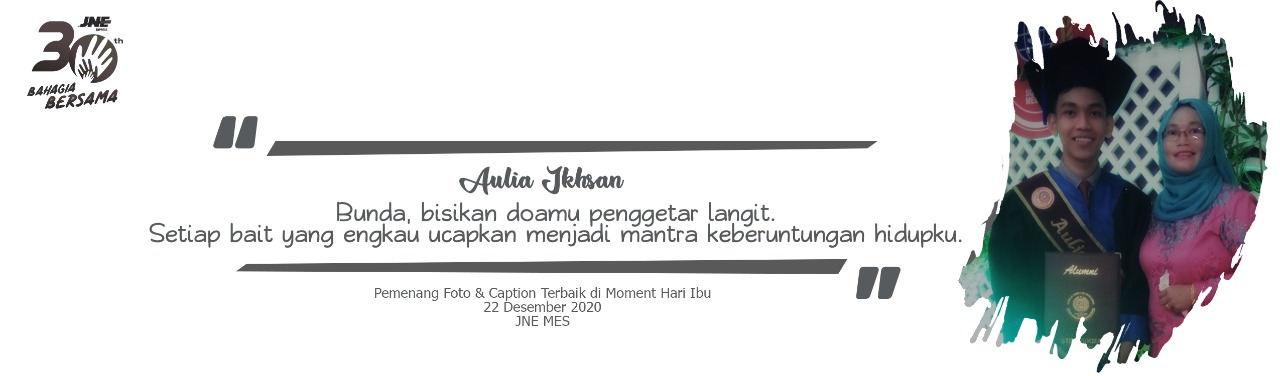 JNE
MES
30th
BAHAGIA
BERSAMA
"
Aulia Ikhsan
Bunda, bisikan doamu penggetar langit.
Setiap bait yang engkau ucapkan menjadi mantra keberuntungan hidupku.
"
Pemenang Foto & Caption Terbaik di Moment Hari Ibu
22 Desember 2020
JNE MES
Aulia
Alumni